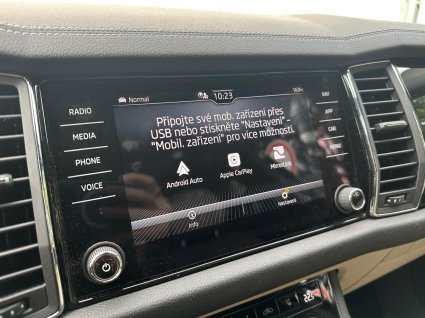 10:23
Normal
RADIO
MEDIA
PHONE
VOICE
NAV
APP
CAR
MENU
Připojte své mob. zařízení přes
USB nebo stiskněte "Nastavení" -
"Mobil. zařízení" pro více možností.
Android Auto
Apple CarPlay
MirrorLink
Info
Nastavení